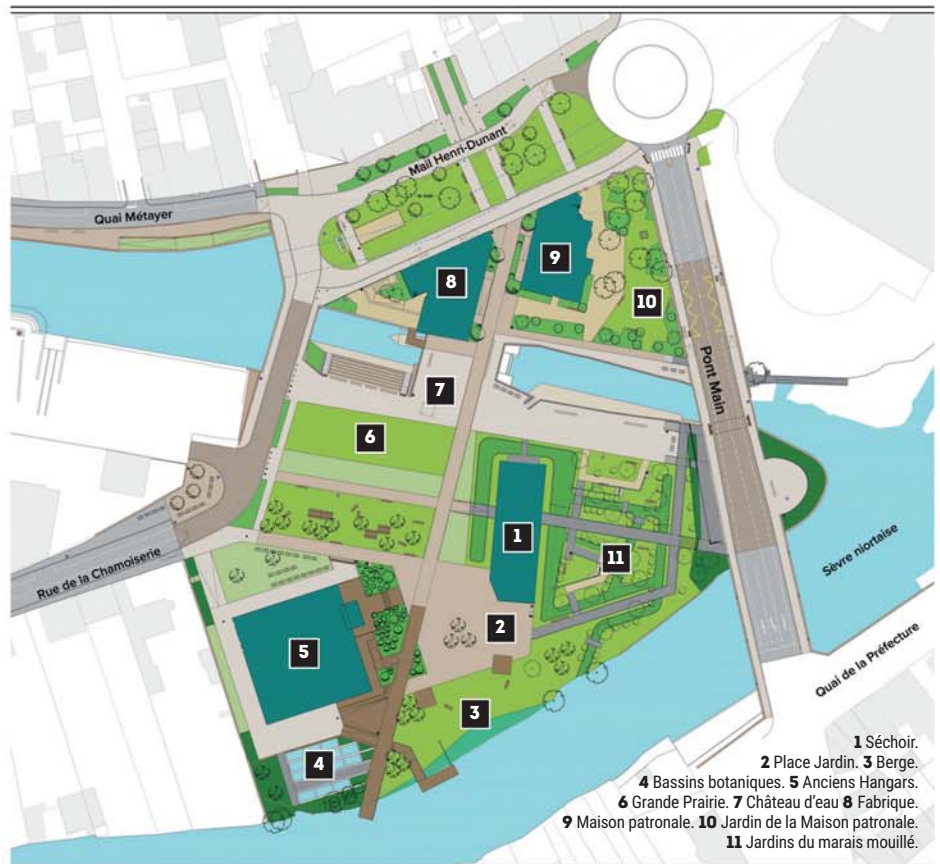 Mail Henri-Dunant
Quai Métayer
9
8
10
Pont Main
7
6
1
11
Sèvre niortaise
Rue de la Chamoiserie
2
5
Quai de la Préfecture
3
4
1 Séchoir.
2 Place Jardin. 3 Berge.
4 Bassins botaniques. 5 Anciens Hangars.
6 Grande Prairie. 7 Château d'eau 8 Fabrique.
9 Maison patronale. 10 Jardin de la Maison patronale.
11 Jardins du marais mouillé.